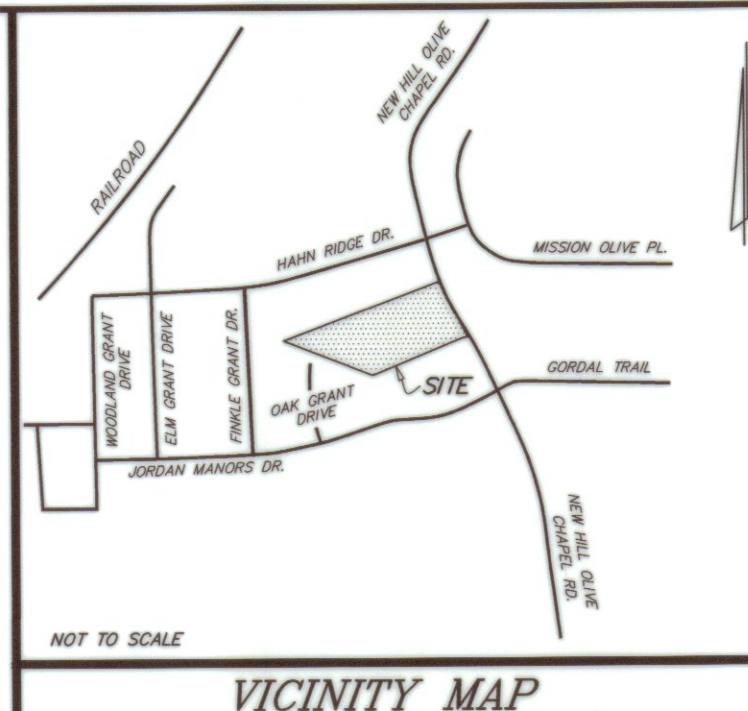 NEW HILL OLIVE
CHAPEL RD.
RAILROAD
HAHN RIDGE DR.
MISSION OLIVE PL.
WOODLAND GRANT
DRIVE
ELM GRANT DRIVE
FINKLE GRANT DR.
OAK GRANT
DRIVE
SITE
GORDAL TRAIL
JORDAN MANORS DR.
NEW HILL OLIVE
CHAPEL RD.
NOT TO SCALE
VICINITY MAP